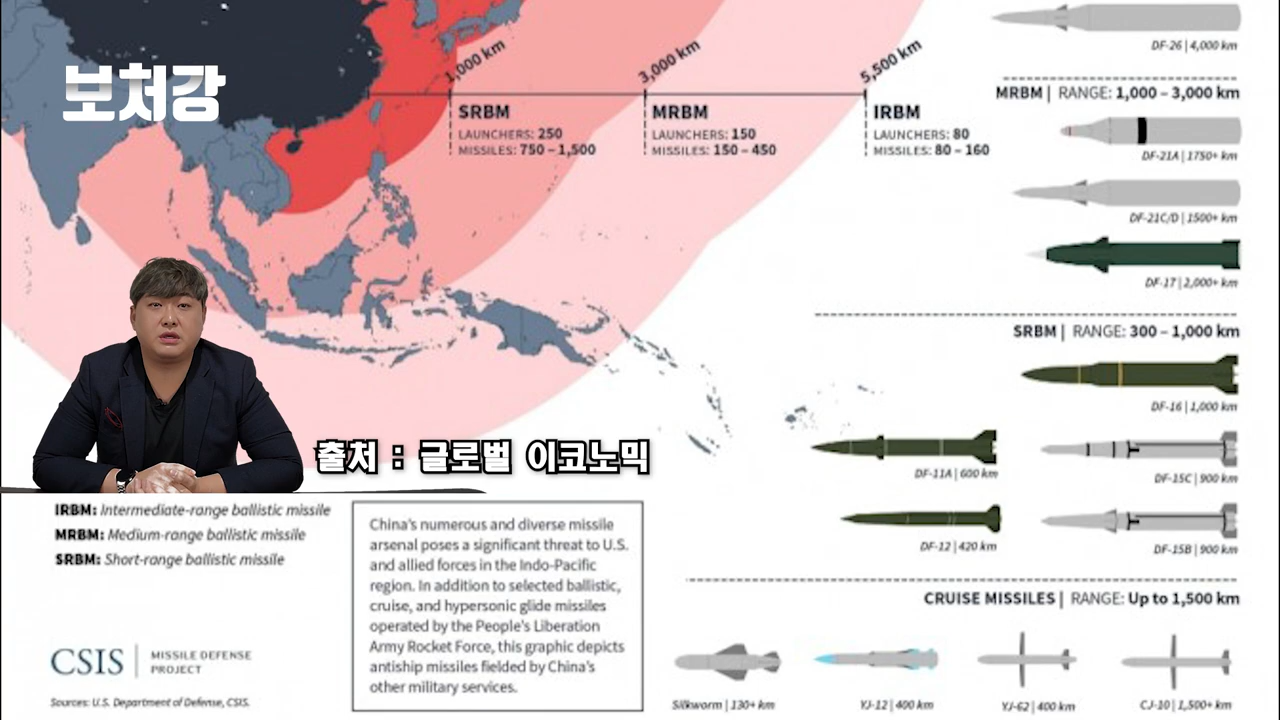 보처강
1,000 km
3,000 km
5,500 km
SRBM
LAUNCHERS: 250
MISSILES: 750 – 1,500
MRBM
LAUNCHERS: 150
MISSILES: 150 – 450
IRBM
LAUNCHERS: 80
MISSILES: 80 – 160
DF-26 | 4,000 km
MRBM | RANGE: 1,000 – 3,000 km
DF-21A | 1750+ km
DF-21C/D | 1500+ km
DF-17 | 2,000+ km
SRBM | RANGE: 300 – 1,000 km
DF-16 | 1,000 km
DF-11A | 600 km
DF-15C | 900 km
DF-12 | 420 km
DF-15B | 900 km
CRUISE MISSILES | RANGE: Up to 1,500 km
Silkworm | 130+ km
YJ-12 | 400 km
YJ-62 | 400 km
CJ-10 | 1,500+ km
출처 : 글로벌 이코노믹
IRBM: Intermediate-range ballistic missile
MRBM: Medium-range ballistic missile
SRBM: Short-range ballistic missile
China's numerous and diverse missile
arsenal poses a significant threat to U.S.
and allied forces in the Indo-Pacific
region. In addition to selected ballistic,
cruise, and hypersonic glide missiles
operated by the People's Liberation
Army Rocket Force, this graphic depicts
antiship missiles fielded by China's
other military services.
CSIS | MISSILE DEFENSE
PROJECT
Sources: U.S. Department of Defense, CSIS.